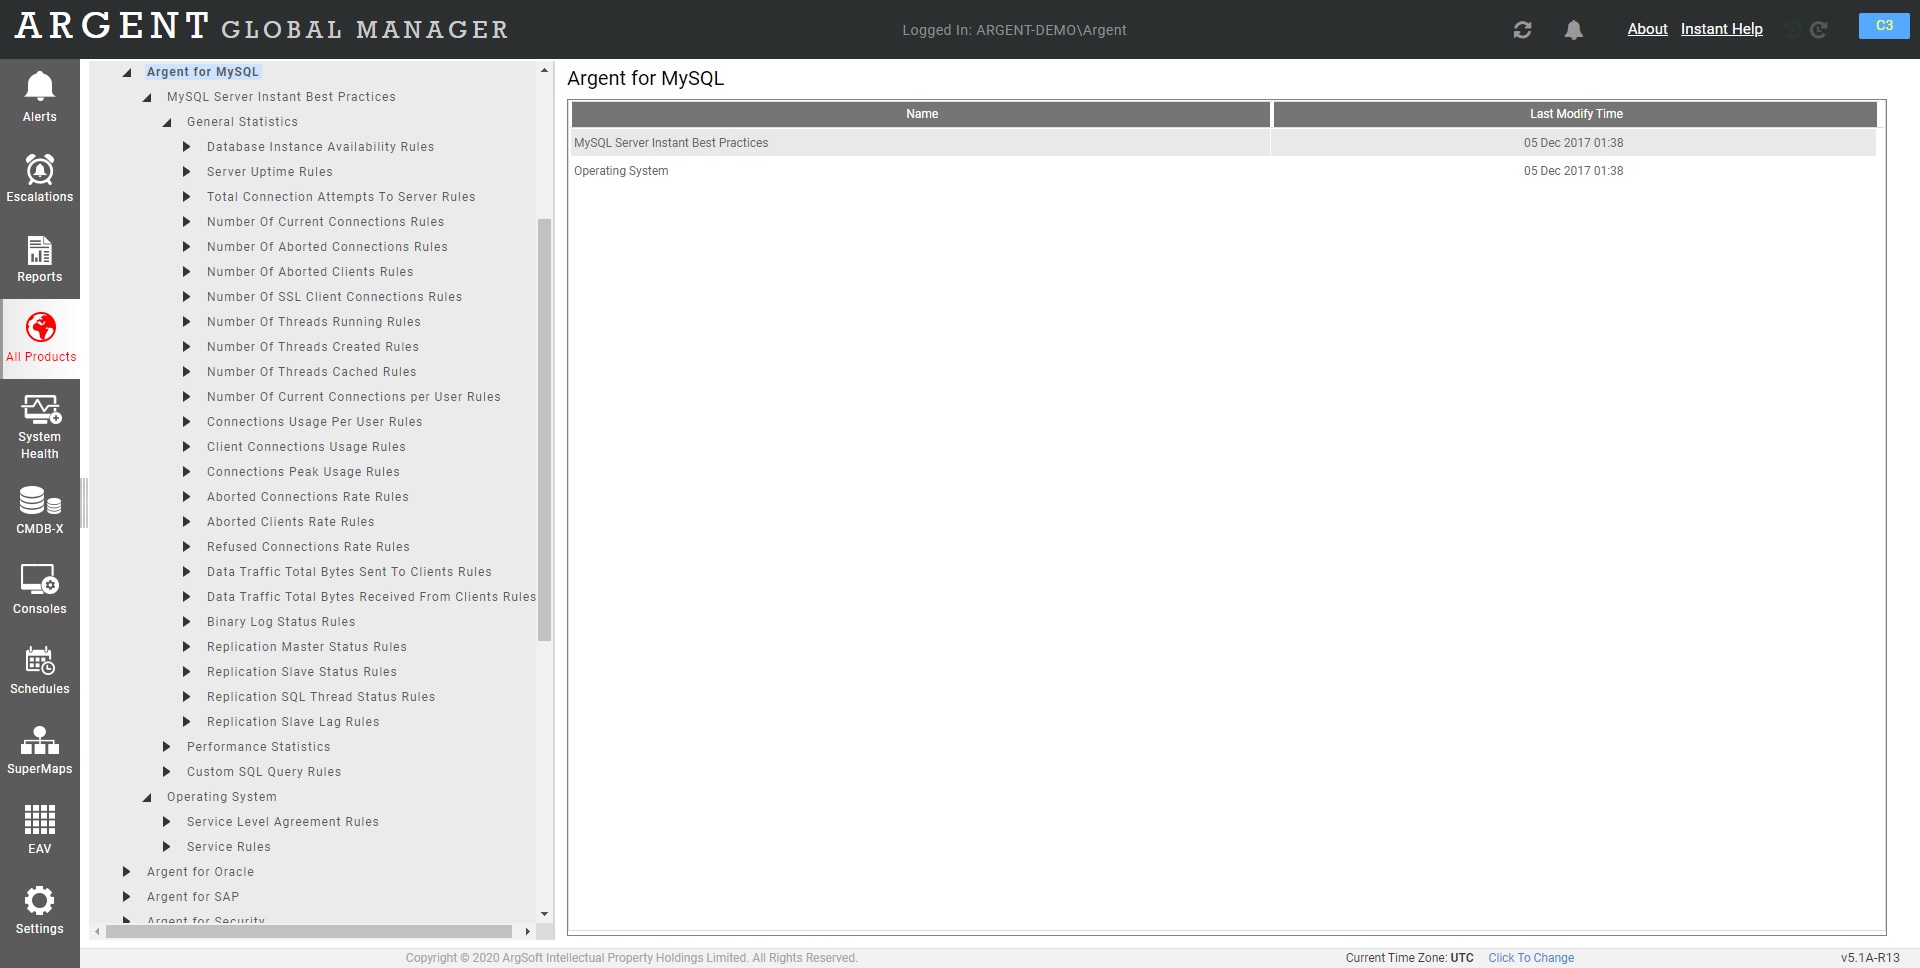 ARGENT GLOBAL MANAGER
Logged In: ARGENT-DEMO\Argent
About
Instant Help
C3
Alerts
Escalations
Reports
All Products
System
Health
CMDB-X
Consoles
Schedules
SuperMaps
EAV
Settings
Argent for MySQL
MySQL Server Instant Best Practices
General Statistics
Database Instance Availability Rules
Server Uptime Rules
Total Connection Attempts To Server Rules
Number Of Current Connections Rules
Number Of Aborted Connections Rules
Number Of Aborted Clients Rules
Number Of SSL Client Connections Rules
Number Of Threads Running Rules
Number Of Threads Created Rules
Number Of Threads Cached Rules
Number Of Current Connections per User Rules
Connections Usage Per User Rules
Client Connections Usage Rules
Connections Peak Usage Rules
Aborted Connections Rate Rules
Aborted Clients Rate Rules
Refused Connections Rate Rules
Data Traffic Total Bytes Sent To Clients Rules
Data Traffic Total Bytes Received From Clients Rules
Binary Log Status Rules
Replication Master Status Rules
Replication Slave Status Rules
Replication SQL Thread Status Rules
Replication Slave Lag Rules
Performance Statistics
Custom SQL Query Rules
Operating System
Service Level Agreement Rules
Service Rules
Argent for Oracle
Argent for SAP
Argent for Security
Argent for MySQL
Name Last Modify Time
MySQL Server Instant Best Practices 05 Dec 2017 01:38
Operating System 05 Dec 2017 01:38
Copyright © 2020 ArgSoft Intellectual Property Holdings Limited. All Rights Reserved.
Current Time Zone: UTC Click To Change
v5.1A-R13